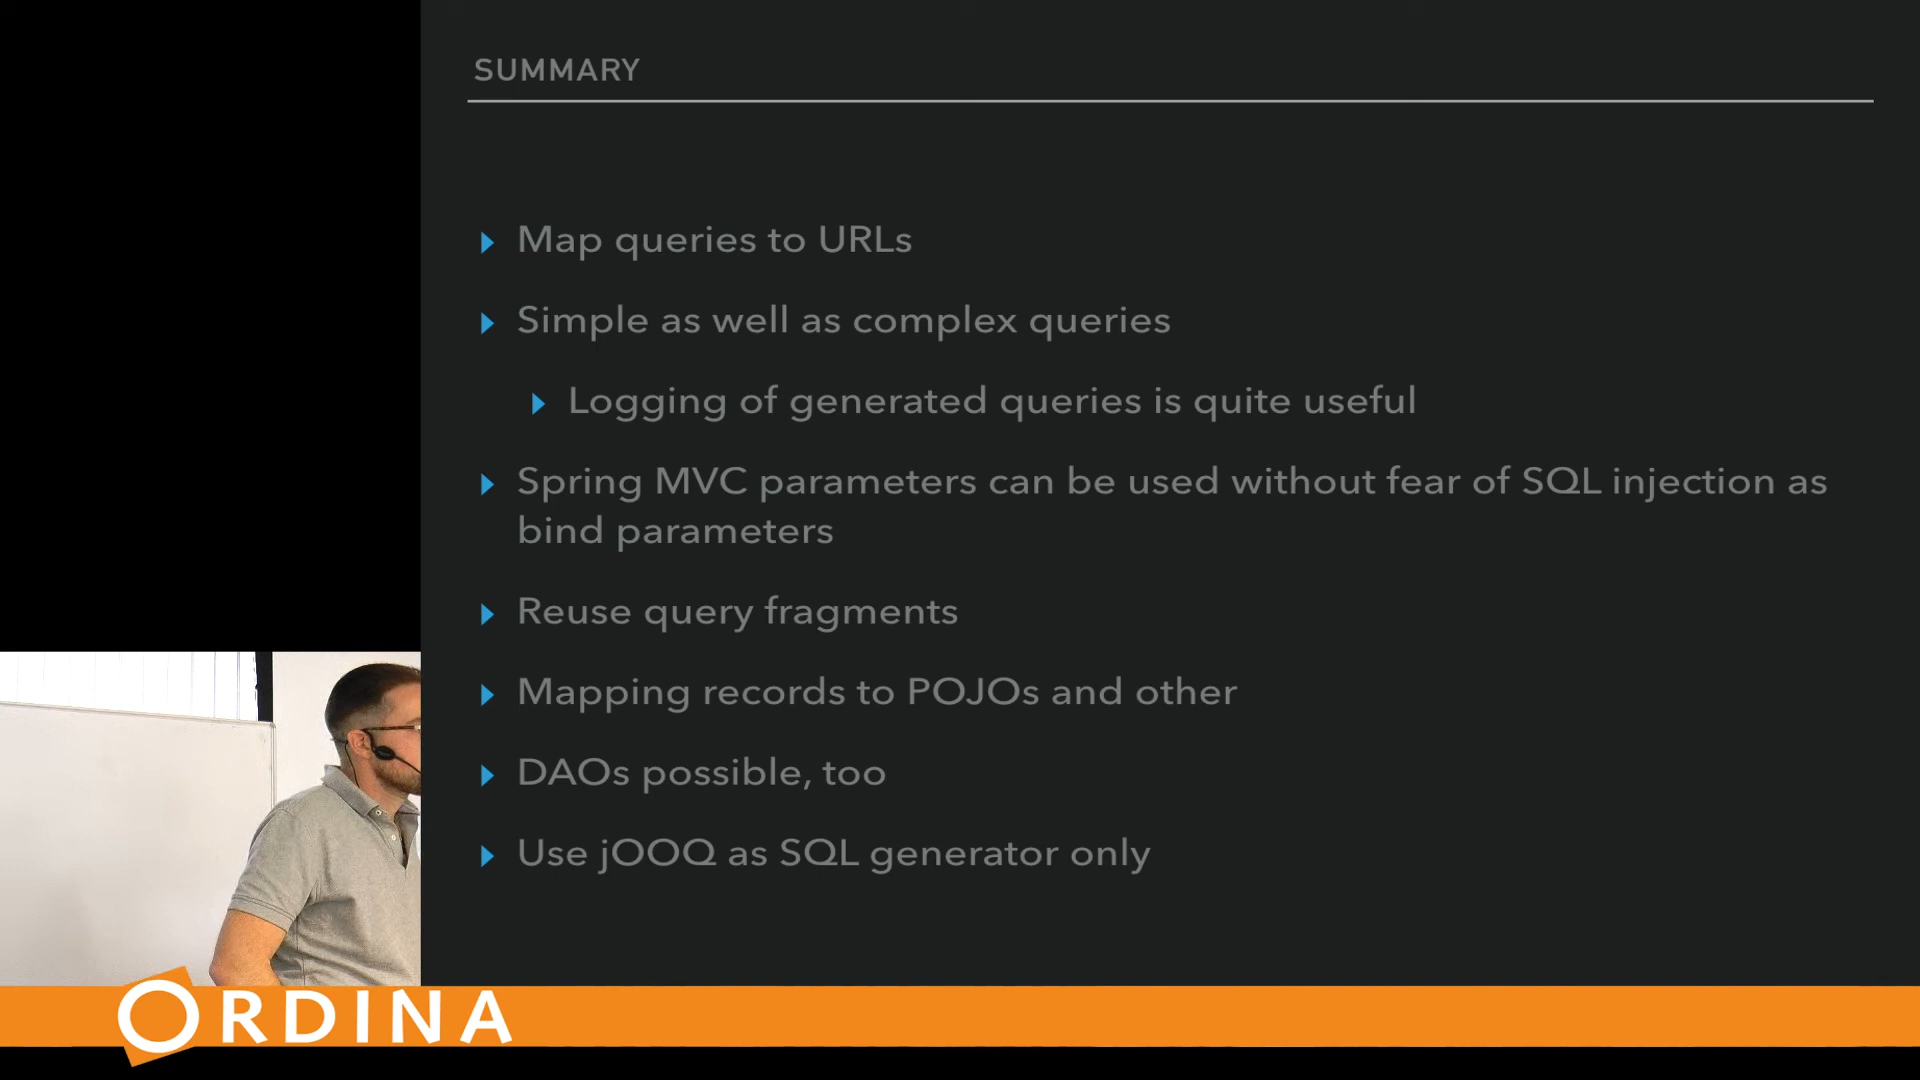 SUMMARY
Map queries to URLs
Simple as well as complex queries
Logging of generated queries is quite useful
Spring MVC parameters can be used without fear of SQL injection as
bind parameters
Reuse query fragments
Mapping records to POJOs and other
DAOs possible, too
Use jOOQ as SQL generator only
ORDINA